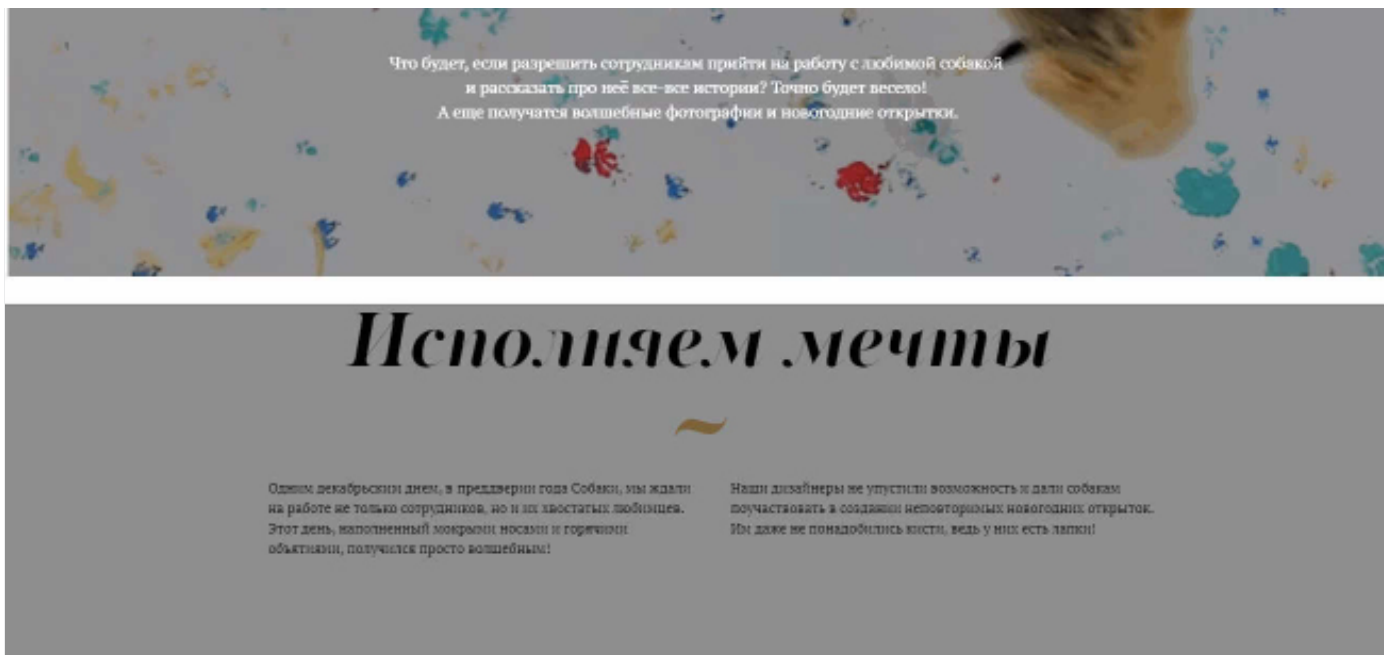 Что будет, если разрешить сотрудникам прийти на работу с любимой собакой
и рассказать про неё все-все истории? Точно будет весело!
А еще получатся волшебные фотографии и новогодние открытки.
Исполняем мечты
~
Одним декабрьским днем, в преддверии года Собаки, мы ждали
на работе не только сотрудников, но и их хвостатых любимцев.
Этот день, наполненный мокрыми носами и горячими
объятиями, получился просто волшебным!
Наши дизайнеры не упустили возможность и дали собакам
поучаствовать в создании неповторимых новогодних открыток.
Им даже не понадобились кисти, ведь у них есть лапки!